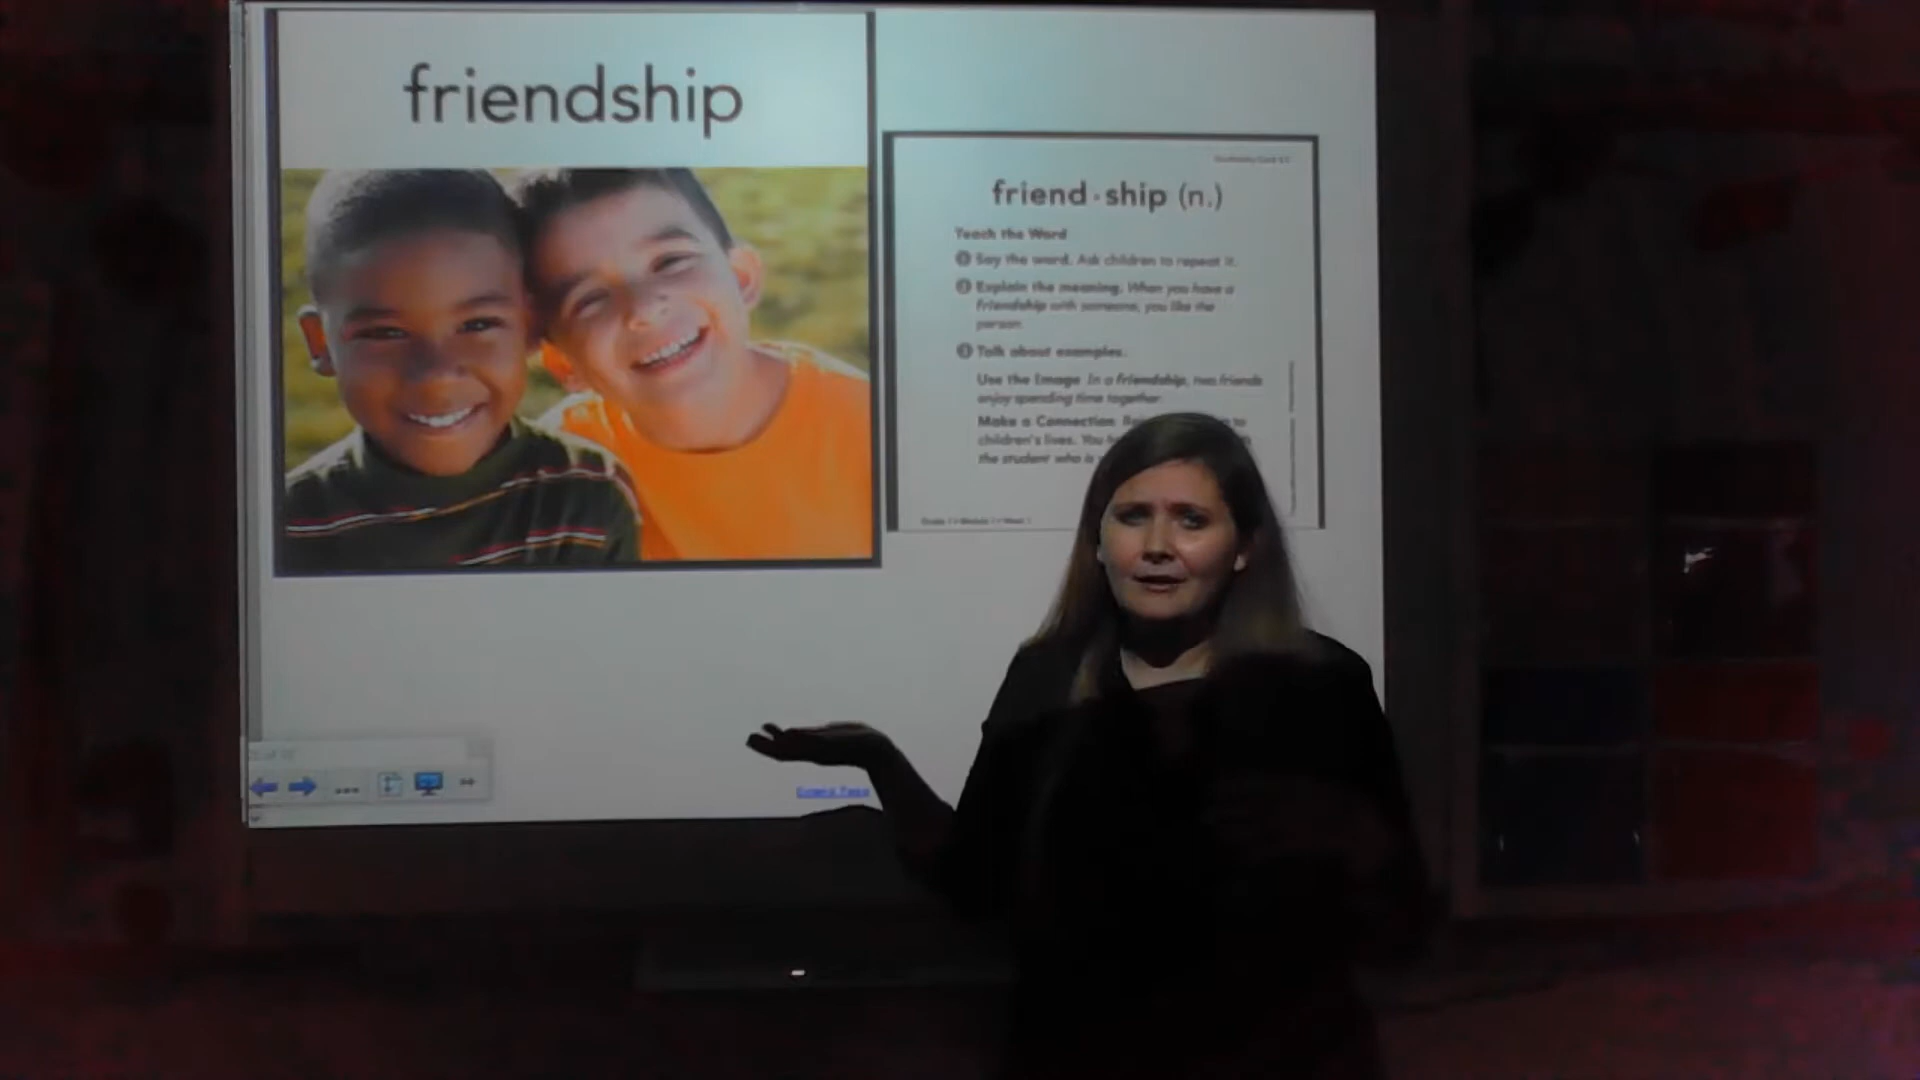 friendship
friend • ship (n.)
Teach the Word
1 Say the word. Ask children to repeat it.
2 Explain the meaning. When you have a
friendship with someone, you like the
person.
3 Talk about examples.
Use the Image In a friendship, two friends
enjoy spending time together.
Make a Connection to
children's lives. You
the student who is